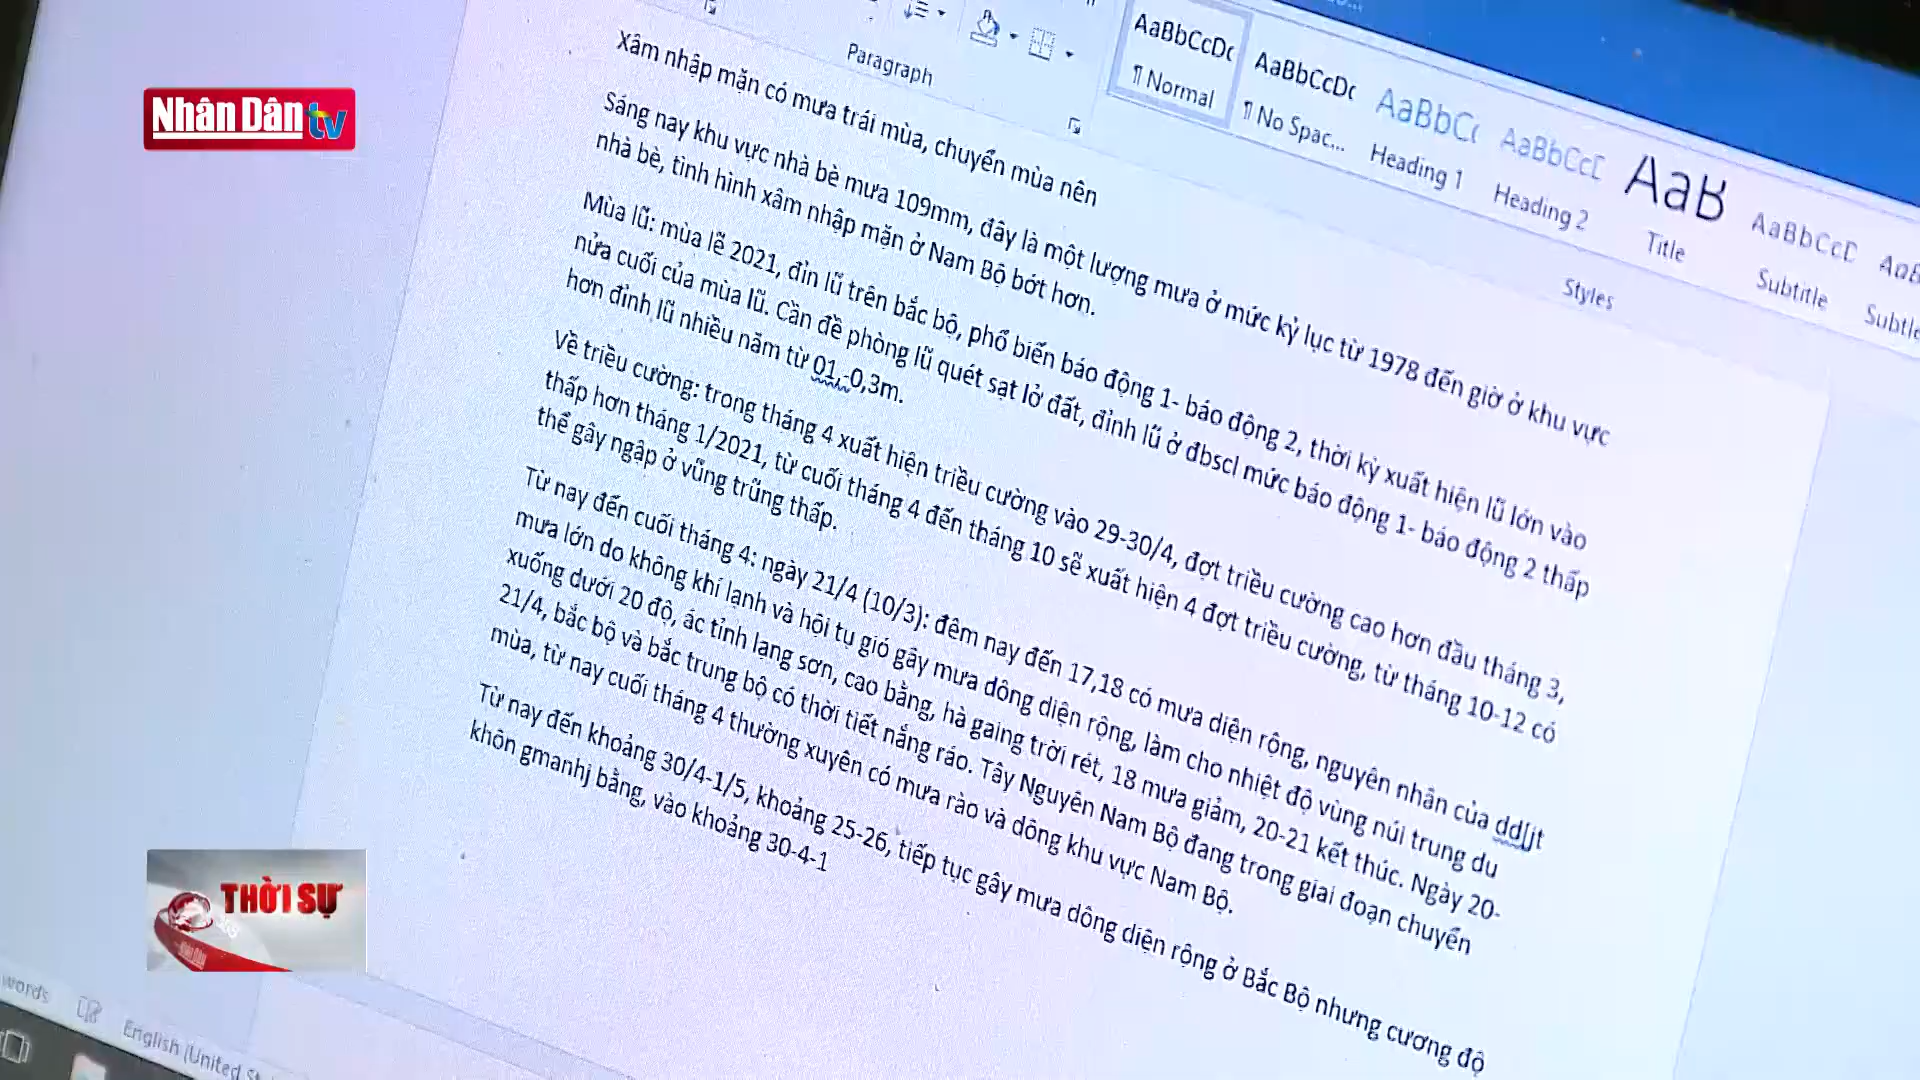 Nhân Dân tv
Paragraph
AaBbCcDc
¶ Normal
AaBbCcDc
¶ No Spac...
AaBbCc
Heading 1
AaBbCcD
Heading 2
AaB
Title
AaBbCcD
Subtitle
Styles
Xâm nhập mặn có mưa trái mùa, chuyển mùa nên
Sáng nay khu vực nhà bè mưa 109mm, đây là một lượng mưa ở mức kỷ lục từ 1978 đến giờ ở khu vực
nhà bè, tình hình xâm nhập mặn ở Nam Bộ bớt hơn.
Mùa lũ: mùa lễ 2021, đỉn lũ trên bắc bộ, phổ biến báo động 1- báo động 2, thời kỳ xuất hiện lũ lớn vào
nửa cuối của mùa lũ. Cần đề phòng lũ quét sạt lở đất, đỉnh lũ ở đbscl mức báo động 1- báo động 2 thấp
hơn đỉnh lũ nhiều năm từ 01,-0,3m.
Về triều cường: trong tháng 4 xuất hiện triều cường vào 29-30/4, đợt triều cường cao hơn đầu tháng 3,
thấp hơn tháng 1/2021, từ cuối tháng 4 đến tháng 10 sẽ xuất hiện 4 đợt triều cường, từ tháng 10-12 có
thể gây ngập ở vũng trũng thấp.
Từ nay đến cuối tháng 4: ngày 21/4 (10/3): đêm nay đến 17,18 có mưa diện rộng, nguyên nhân của dd[jt
mưa lớn do không khí lạnh và hội tụ gió gây mưa dông diện rộng, làm cho nhiệt độ vùng núi trung du
xuống dưới 20 độ, ác tỉnh lạng sơn, cao bằng, hà gaing trời rét, 18 mưa giảm, 20-21 kết thúc. Ngày 20-
21/4, bắc bộ và bắc trung bộ có thời tiết nắng ráo. Tây Nguyên Nam Bộ đang trong giai đoạn chuyển
mùa, từ nay cuối tháng 4 thường xuyên có mưa rào và dông khu vực Nam Bộ.
Từ nay đến khoảng 30/4-1/5, khoảng 25-26, tiếp tục gây mưa dông diện rộng ở Bắc Bộ nhưng cương độ
khôn gmanhj bằng, vào khoảng 30-4-1
THỜI SỰ
words
English (United St